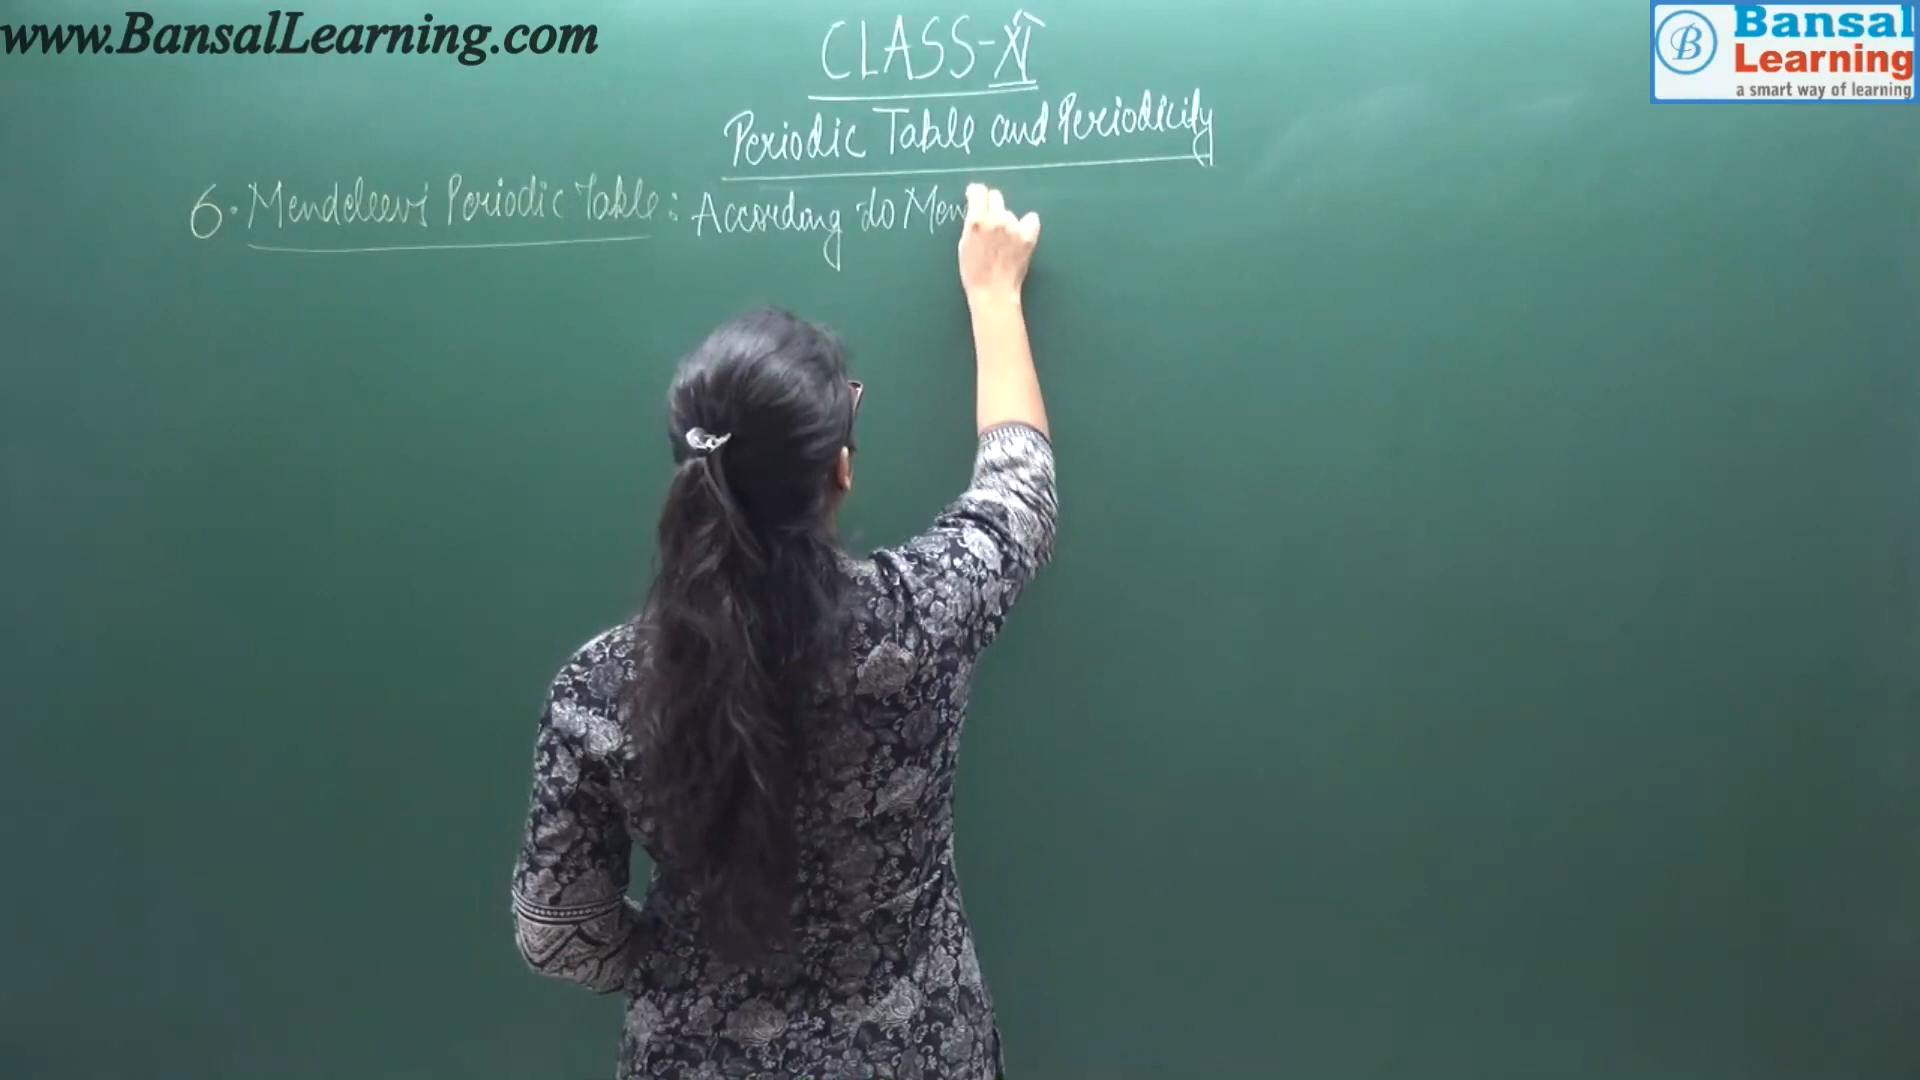 www.BansalLearning.com
Bansal
Learning
a smart way of learning
CLASS-XI
Periodic Table and Periodicity
6. Mendeleev's Periodic Table: According to Men